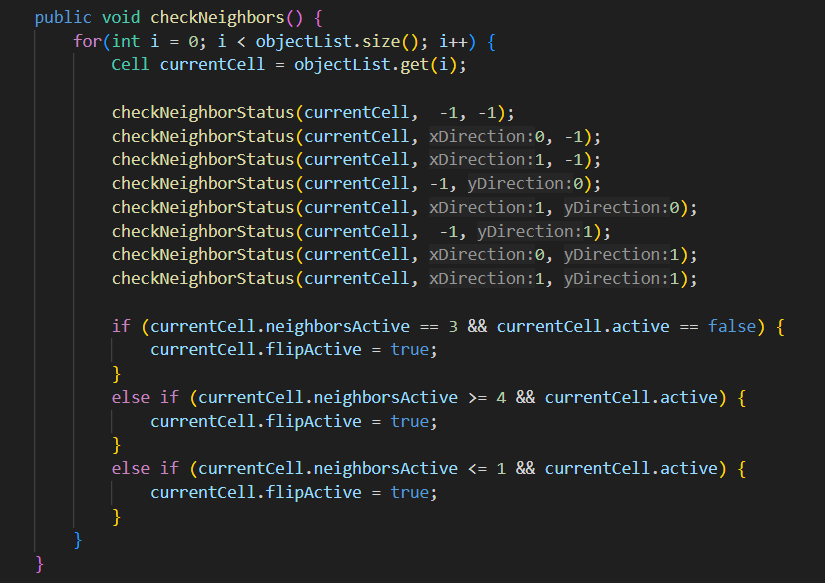 public void checkNeighbors() {
    for(int i = 0; i < objectList.size(); i++) {
        Cell currentCell = objectList.get(i);

        checkNeighborStatus(currentCell,  -1, -1);
        checkNeighborStatus(currentCell, xDirection:0, -1);
        checkNeighborStatus(currentCell, xDirection:1, -1);
        checkNeighborStatus(currentCell, -1, yDirection:0);
        checkNeighborStatus(currentCell, xDirection:1, yDirection:0);
        checkNeighborStatus(currentCell,  -1, yDirection:1);
        checkNeighborStatus(currentCell, xDirection:0, yDirection:1);
        checkNeighborStatus(currentCell, xDirection:1, yDirection:1);

        if (currentCell.neighborsActive == 3 && currentCell.active == false) {
            currentCell.flipActive = true;
        }
        else if (currentCell.neighborsActive >= 4 && currentCell.active) {
            currentCell.flipActive = true;
        }
        else if (currentCell.neighborsActive <= 1 && currentCell.active) {
            currentCell.flipActive = true;
        }
    }
}